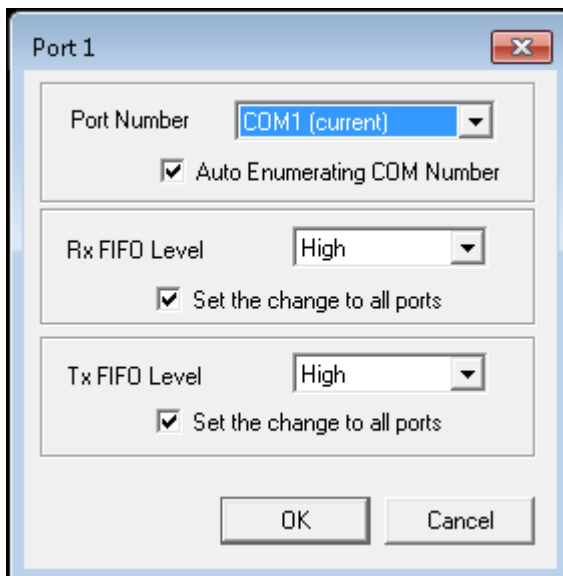 Port 1
Port Number COM1 (current)
Auto Enumerating COM Number
Rx FIFO Level High
Set the change to all ports
Tx FIFO Level High
Set the change to all ports
OK Cancel